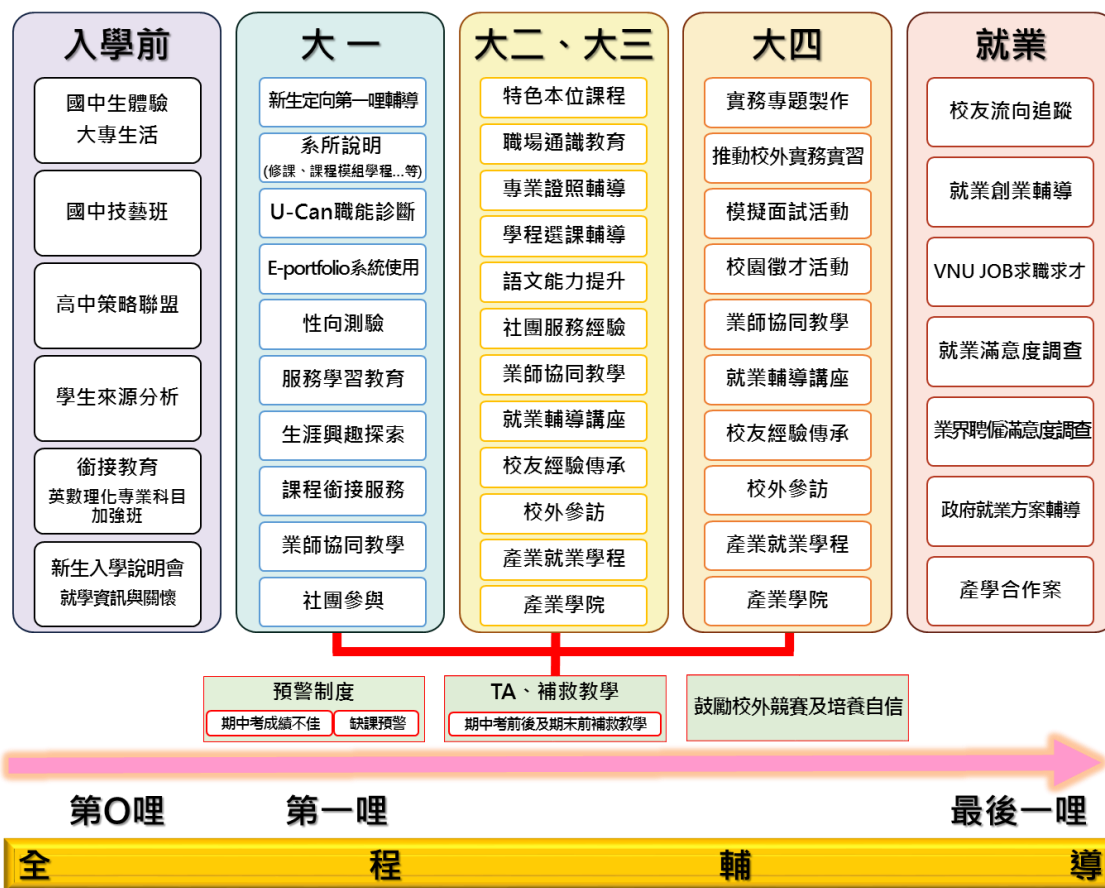 入學前
國中生體驗
大專生活
國中技藝班
高中策略聯盟
學生來源分析
銜接教育
英數理化專業科目
加強班
新生入學說明會
就學資訊與關懷
大一
新生定向第一哩輔導
系所說明
(修課、課程模組學程...等)
U-Can職能診斷
E-portfolio系統使用
性向測驗
服務學習教育
生涯興趣探索
課程銜接服務
業師協同教學
社團參與
大二、大三
特色本位課程
職場通識教育
專業證照輔導
學程選課輔導
語文能力提升
社團服務經驗
業師協同教學
就業輔導講座
校友經驗傳承
校外參訪
產業就業學程
產業學院
大四
實務專題製作
推動校外實務實習
模擬面試活動
校園徵才活動
業師協同教學
就業輔導講座
校友經驗傳承
校外參訪
產業就業學程
產業學院
就業
校友流向追蹤
就業創業輔導
VNU JOB求職求才
就業滿意度調查
業界聘僱滿意度調查
政府就業方案輔導
產學合作案
預警制度
期中考成績不佳 缺課預警
TA、補救教學
期中考前後及期末前補救教學
鼓勵校外競賽及培養自信
第O哩 第一哩 最後一哩
全程輔導